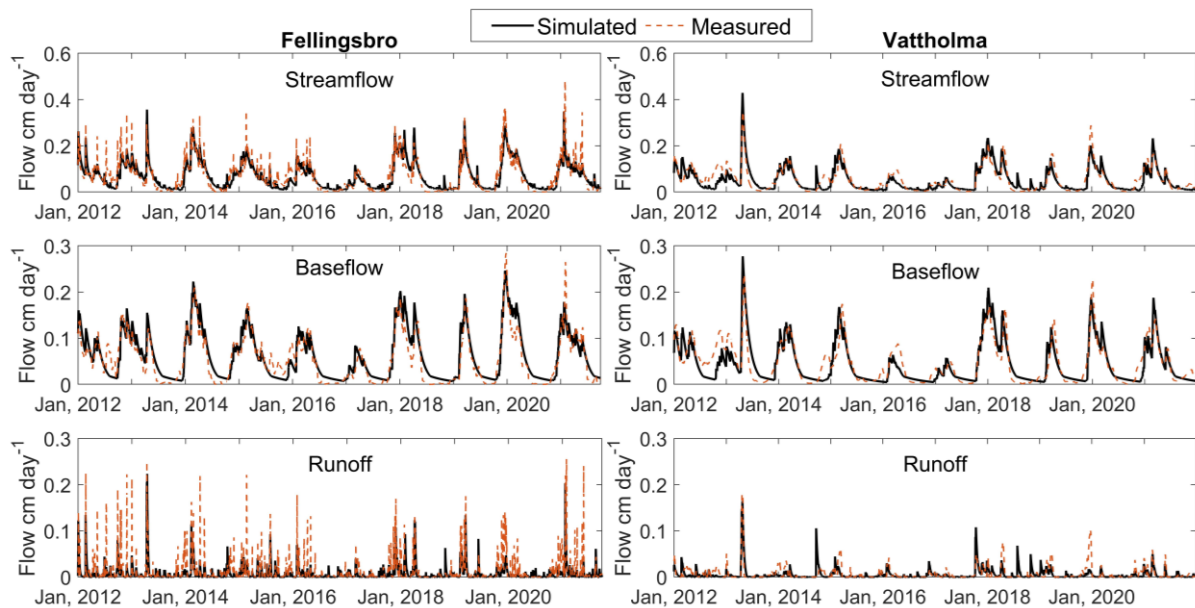 Simulated Measured
Fellingsbro Vattholma
0.6 Streamflow 0.6 Streamflow
0.4 0.4
0.2 0.2
0 0
Flow cm day-1 Flow cm day-1
Jan, 2012 Jan, 2014 Jan, 2016 Jan, 2018 Jan, 2020 Jan, 2012 Jan, 2014 Jan, 2016 Jan, 2018 Jan, 2020
0.3 Baseflow 0.3 Baseflow
0.2 0.2
0.1 0.1
0 0
Flow cm day-1 Flow cm day-1
Jan, 2012 Jan, 2014 Jan, 2016 Jan, 2018 Jan, 2020 Jan, 2012 Jan, 2014 Jan, 2016 Jan, 2018 Jan, 2020
0.3 Runoff 0.3 Runoff
0.2 0.2
0.1 0.1
0 0
Flow cm day-1 Flow cm day-1
Jan, 2012 Jan, 2014 Jan, 2016 Jan, 2018 Jan, 2020 Jan, 2012 Jan, 2014 Jan, 2016 Jan, 2018 Jan, 2020